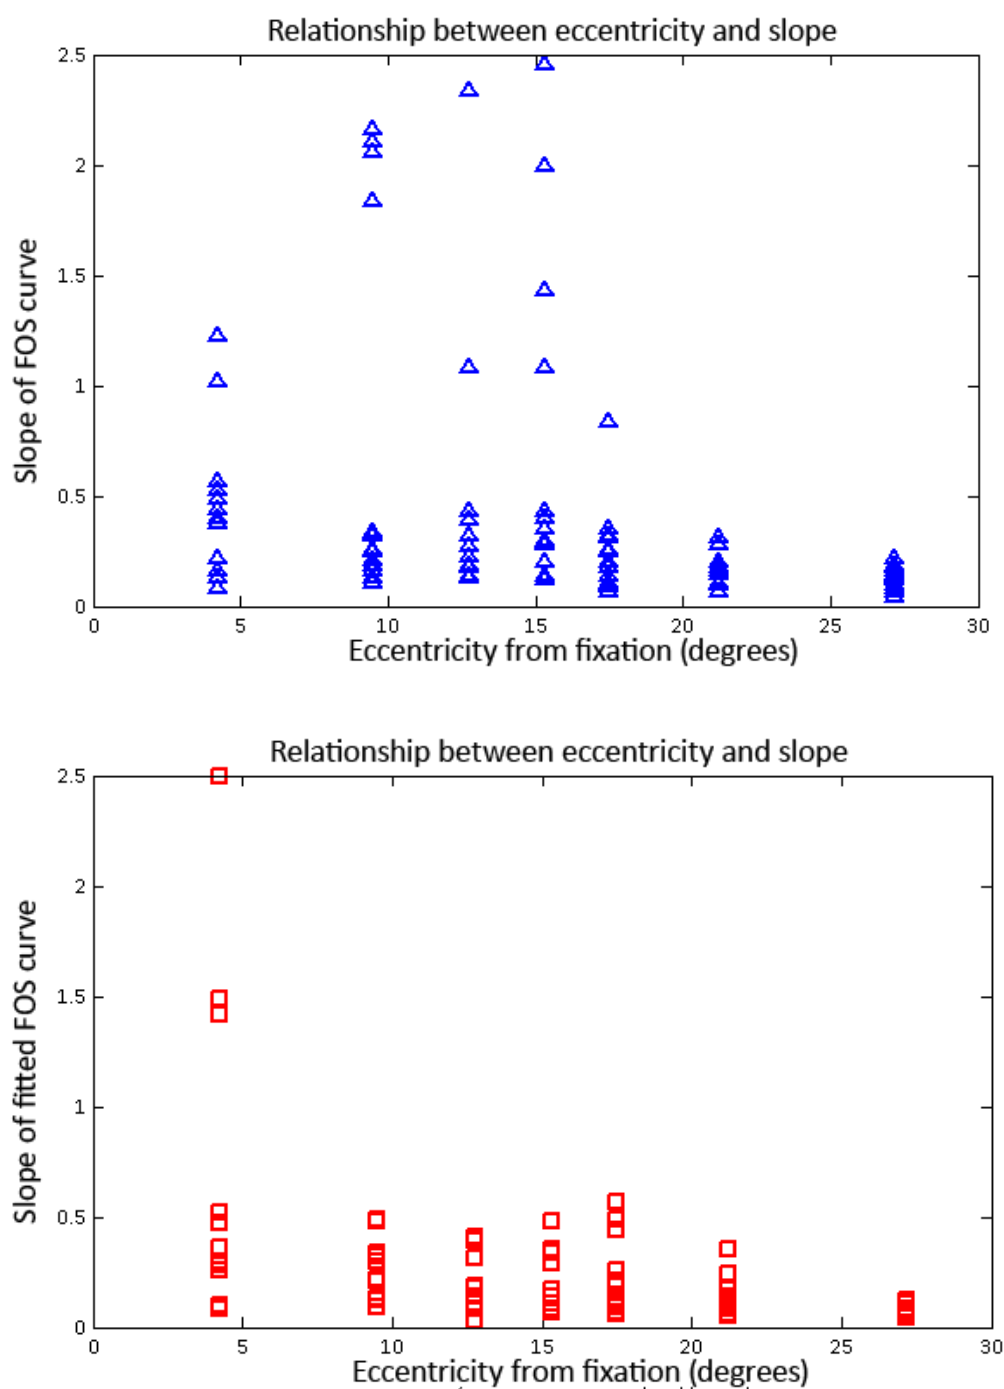 Relationship between eccentricity and slope
2.5
2
1.5
1
0.5
0
Slope of FOS curve
0 5 10 15 20 25 30
Eccentricity from fixation (degrees)
Relationship between eccentricity and slope
2.5
2
1.5
1
0.5
0
Slope of fitted FOS curve
0 5 10 15 20 25 30
Eccentricity from fixation (degrees)